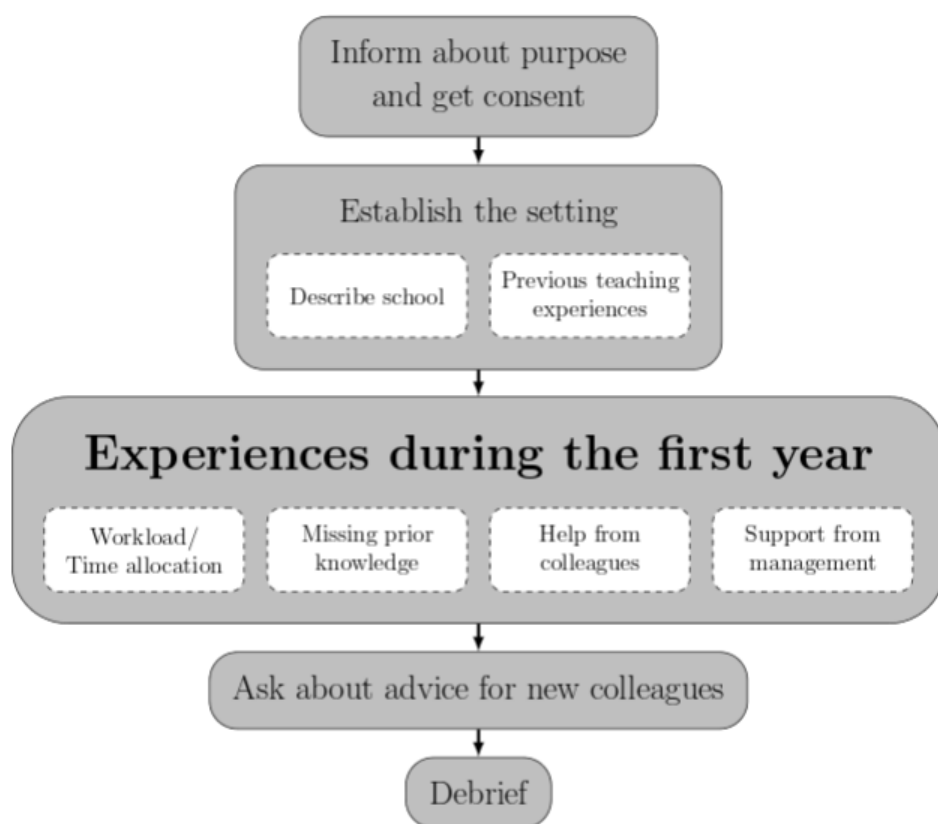 Inform about purpose
and get consent
Establish the setting
Describe school
Previous teaching
experiences
Experiences during the first year
Workload/
Time allocation
Missing prior
knowledge
Help from
colleagues
Support from
management
Ask about advice for new colleagues
Debrief